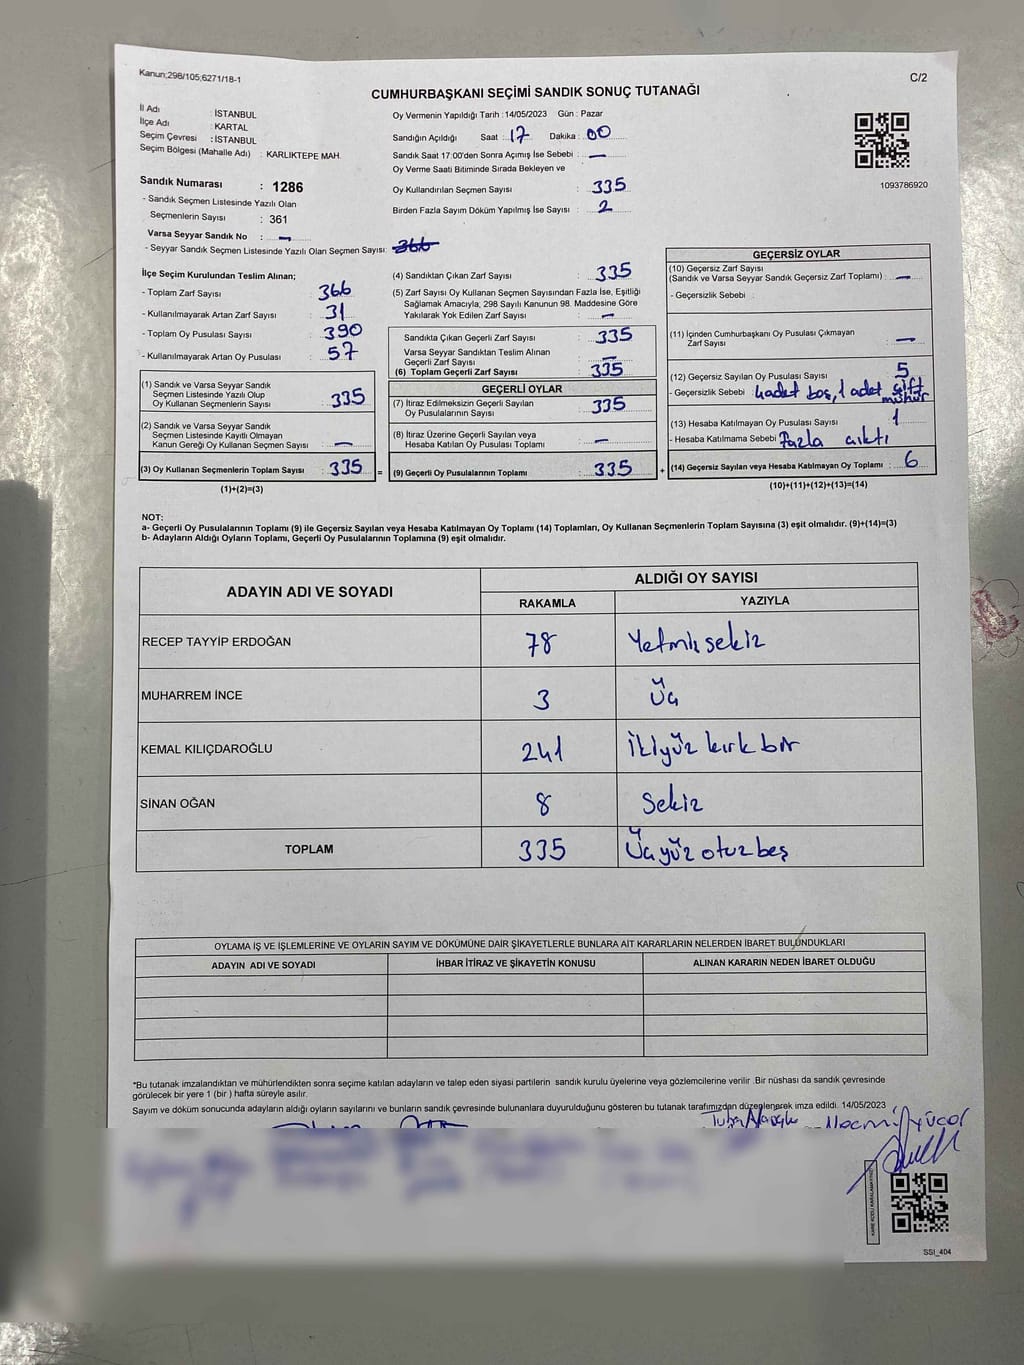 Kanun;298/105;6271/18-1
C/2
CUMHURBAŞKANI SEÇİMİ SANDIK SONUÇ TUTANAĞI
İl Adı : İSTANBUL
İlçe Adı : KARTAL
Seçim Çevresi : İSTANBUL
Seçim Bölgesi (Mahalle Adı) : KARLIKTEPE MAH.
Sandık Numarası : 1286
- Sandık Seçmen Listesinde Yazılı Olan
Seçmenlerin Sayısı : 361
Varsa Seyyar Sandık No : —
- Seyyar Sandık Seçmen Listesinde Yazılı Olan Seçmen Sayısı: 366
Oy Vermenin Yapıldığı Tarih : 14/05/2023 Gün : Pazar
Sandığın Açıldığı Saat : 17 Dakika : 00
Sandık Saat 17:00'den Sonra Açımış İse Sebebi : —
Oy Verme Saati Bitiminde Sırada Bekleyen ve
Oy Kullandırılan Seçmen Sayısı : 335
Birden Fazla Sayım Döküm Yapılmış İse Sayısı : 2
1093786920
İlçe Seçim Kurulundan Teslim Alınan;
- Toplam Zarf Sayısı : 366
- Kullanılmayarak Artan Zarf Sayısı : 31
- Toplam Oy Pusulası Sayısı : 390
- Kullanılmayarak Artan Oy Pusulası : 57
(1) Sandık ve Varsa Seyyar Sandık
Seçmen Listesinde Yazılı Olup
Oy Kullanan Seçmenlerin Sayısı : 335
(2) Sandık ve Varsa Seyyar Sandık
Seçmen Listesinde Kayıtlı Olmayan
Kanun Gereği Oy Kullanan Seçmen Sayısı : —
(3) Oy Kullanan Seçmenlerin Toplam Sayısı : 335 =
(1)+(2)=(3)
(4) Sandıktan Çıkan Zarf Sayısı : 335
(5) Zarf Sayısı Oy Kullanan Seçmen Sayısından Fazla İse, Eşitliği
Sağlamak Amacıyla, 298 Sayılı Kanunun 98. Maddesine Göre
Yakılarak Yok Edilen Zarf Sayısı : —
Sandıkta Çıkan Geçerli Zarf Sayısı : 335
Varsa Seyyar Sandıktan Teslim Alınan
Geçerli Zarf Sayısı : —
(6) Toplam Geçerli Zarf Sayısı : 335
GEÇERLİ OYLAR
(7) İtiraz Edilmeksizin Geçerli Sayılan
Oy Pusulalarının Sayısı : 335
(8) İtiraz Üzerine Geçerli Sayılan veya
Hesaba Katılan Oy Pusulası Toplamı : —
(9) Geçerli Oy Pusulalarının Toplamı : 335 +
GEÇERSİZ OYLAR
(10) Geçersiz Zarf Sayısı
(Sandık ve Varsa Seyyar Sandık Geçersiz Zarf Toplamı) : —
- Geçersizlik Sebebi :
(11) İçinden Cumhurbaşkanı Oy Pusulası Çıkmayan
Zarf Sayısı : —
(12) Geçersiz Sayılan Oy Pusulası Sayısı : 5
- Geçersizlik Sebebi : 4 adet boş, 1 adet çift mühür
(13) Hesaba Katılmayan Oy Pusulası Sayısı : 1
- Hesaba Katılmama Sebebi : Fazla çıktı
(14) Geçersiz Sayılan veya Hesaba Katılmayan Oy Toplamı : 6
(10)+(11)+(12)+(13)=(14)
NOT:
a- Geçerli Oy Pusulalarının Toplamı (9) ile Geçersiz Sayılan veya Hesaba Katılmayan Oy Toplamı (14) Toplamları, Oy Kullanan Seçmenlerin Toplam Sayısına (3) eşit olmalıdır. (9)+(14)=(3)
b- Adayların Aldığı Oyların Toplamı, Geçerli Oy Pusulalarının Toplamına (9) eşit olmalıdır.
ADAYIN ADI VE SOYADI ALDIĞI OY SAYISI
RAKAMLA YAZIYLA
RECEP TAYYİP ERDOĞAN 78 Yetmiş sekiz
MUHARREM İNCE 3 Üç
KEMAL KILIÇDAROĞLU 241 İkiyüz kırk bir
SİNAN OĞAN 8 Sekiz
TOPLAM 335 Üçyüz otuz beş
OYLAMA İŞ VE İŞLEMLERİNE VE OYLARIN SAYIM VE DÖKÜMÜNE DAİR ŞİKAYETLERLE BUNLARA AİT KARARLARIN NELERDEN İBARET BULUNDUKLARI
ADAYIN ADI VE SOYADI İHBAR İTİRAZ VE ŞİKAYETİN KONUSU ALINAN KARARIN NEDEN İBARET OLDUĞU
*Bu tutanak imzalandıktan ve mühürlendikten sonra seçime katılan adayların ve talep eden siyasi partilerin sandık kurulu üyelerine veya gözlemcilerine verilir. Bir nüshası da sandık çevresinde
görülecek bir yere 1 (bir) hafta süreyle asılır.
Sayım ve döküm sonucunda adayların aldığı oyların sayılarını ve bunların sandık çevresinde bulunanlara duyurulduğunu gösteren bu tutanak tarafımızdan düzenlenerek imza edildi. 14/05/2023
KARE KODU KARALAMAYINIZ
SSI_404